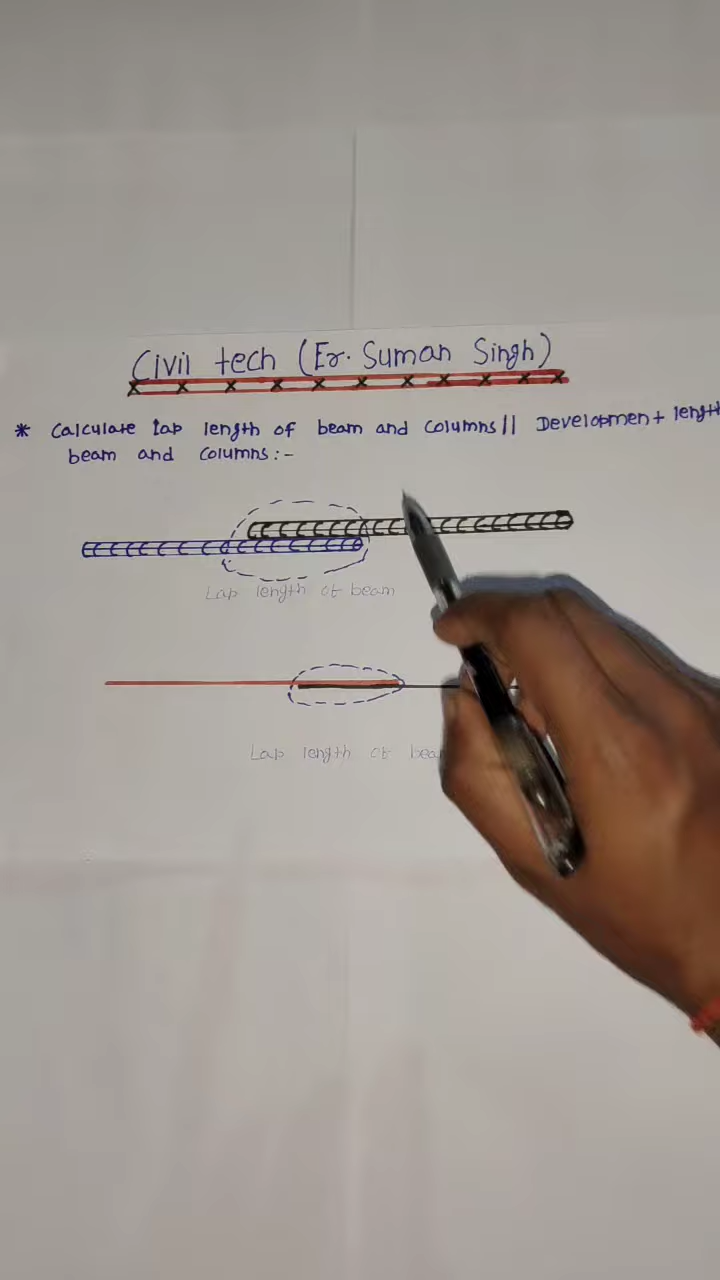 Civil tech (Er. Suman Singh)
* Calculate lap length of beam and columns || Development length
beam and columns :-
Lap length of beam
Lap length of